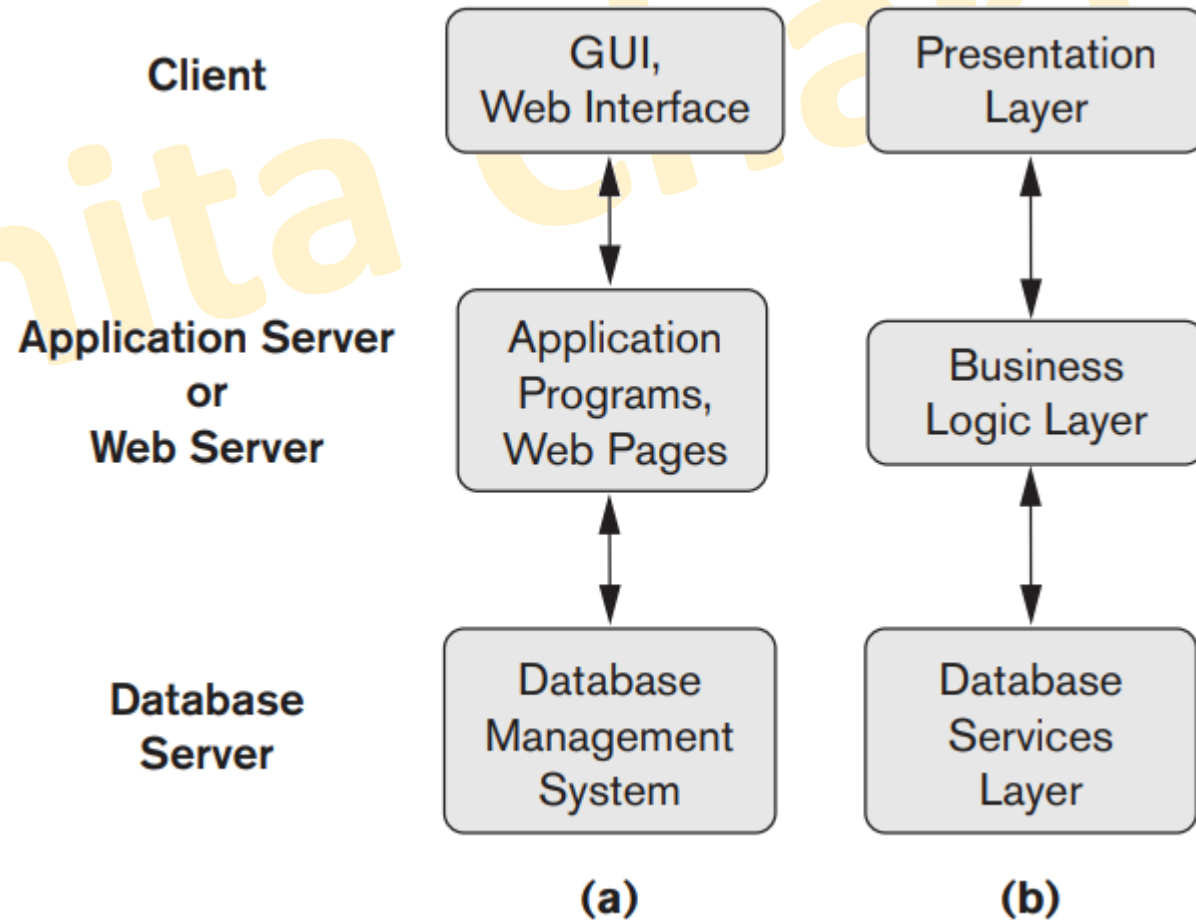 Client
GUI,
Web Interface
Presentation
Layer
Application Server
or
Web Server
Application
Programs,
Web Pages
Business
Logic Layer
Database
Server
Database
Management
System
Database
Services
Layer
(a)
(b)